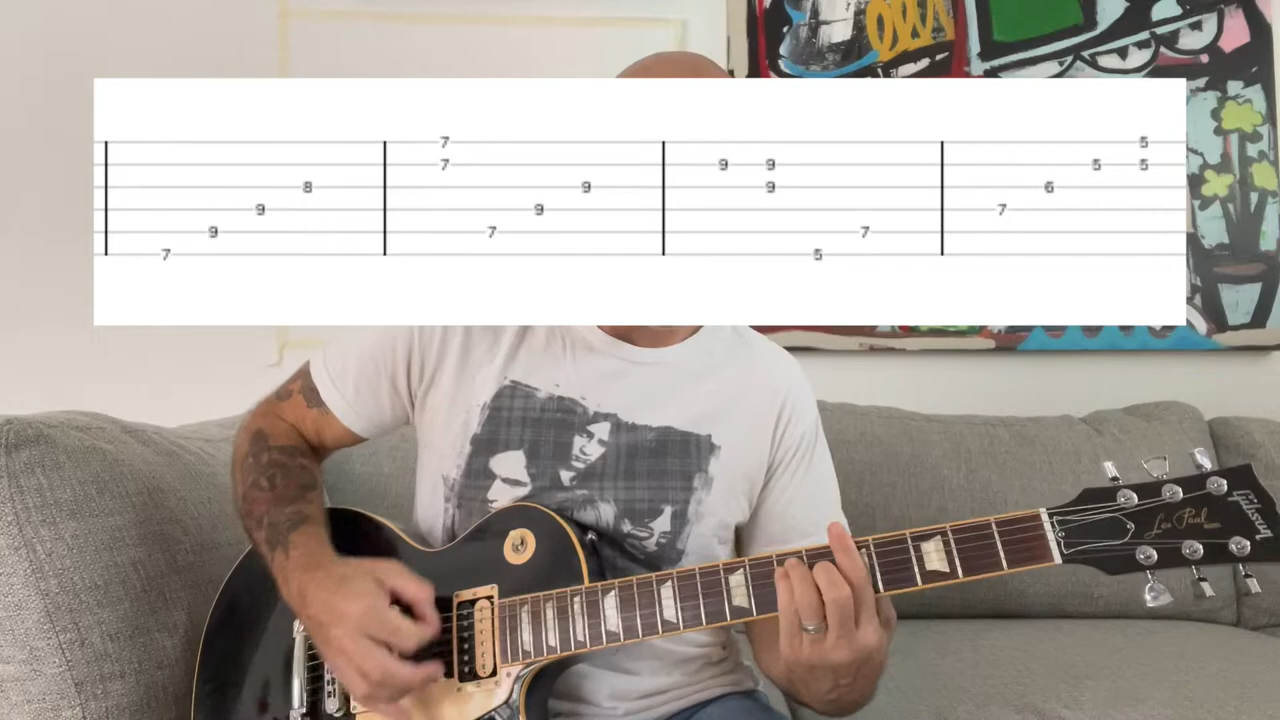 7 5
7 9 9 5 5
8 9 9 6
9 9 7
9 7 7
7 5
Les Paul
Gibson